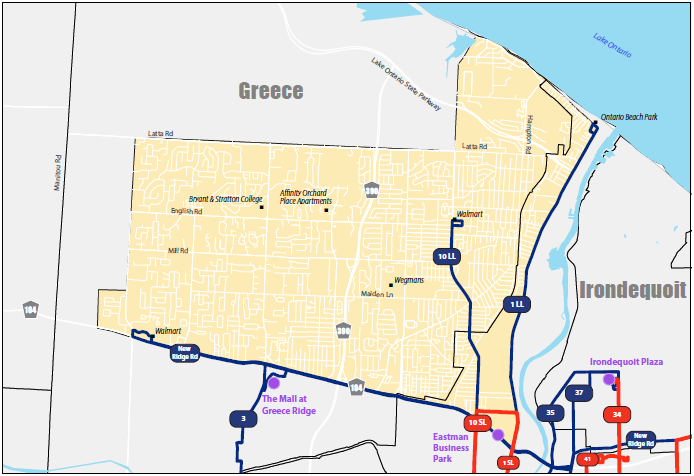 Lake Ontario
Greece
Lake Ontario State
Parkway
Hampton Rd
Ontario Beach Park
Latta Rd
Latta Rd
Manitou Rd
390
Bryant & Stratton College
Affinity Orchard
Place Apartments
English Rd
Walmart
Mill Rd
10 LL
Wegmans
Maiden Ln
Irondequoit
104
1 LL
390
Walmart
New
Ridge Rd
Irondequoit Plaza
104
The Mall at
Greece Ridge
37
3
35
34
10 SL
Eastman
Business
Park
New
Ridge Rd
1 SL
41